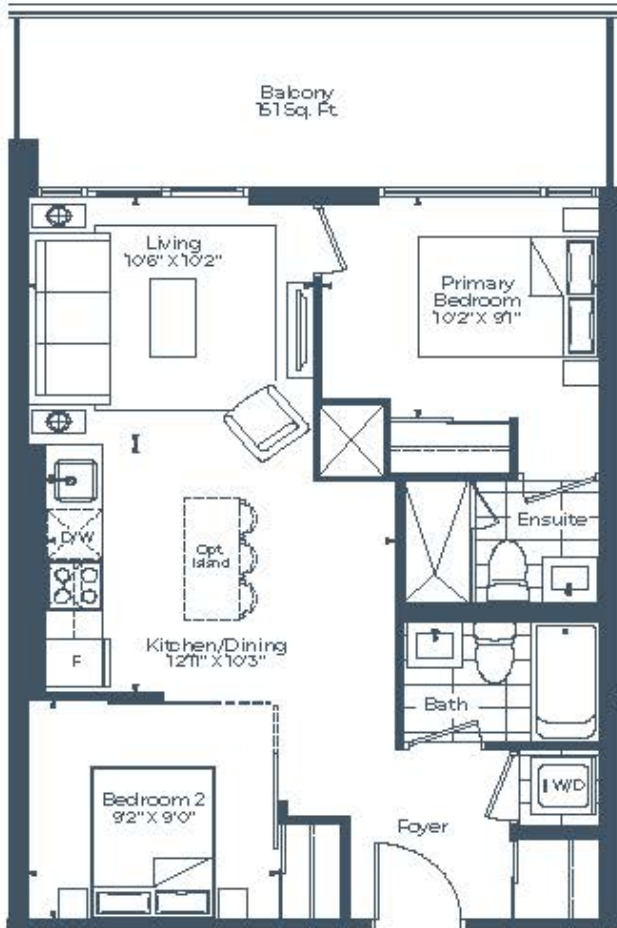 Balcony
151 Sq. Ft.
Living
10'6" X 10'2"
Primary
Bedroom
10'2" X 9'1"
D/W
Opt.
Island
Ensuite
Kitchen/Dining
12'11" X 10'3"
F
Bath
Bedroom 2
9'2" X 9'0"
Foyer
W/D